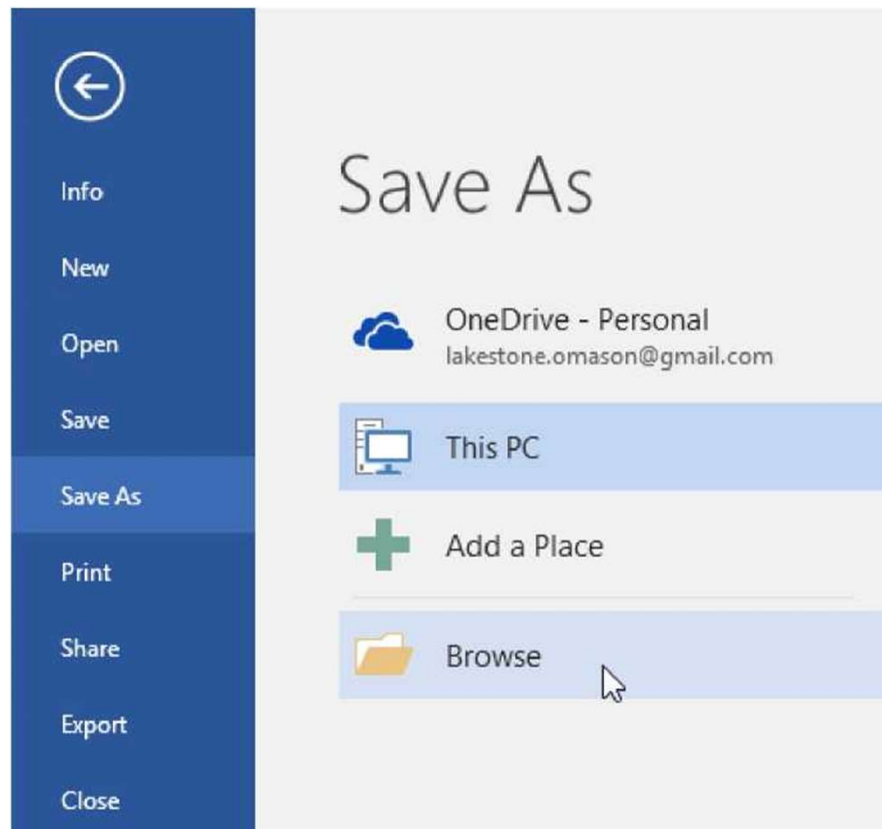 Info
New
Open
Save
Save As
Print
Share
Export
Close
Save As
OneDrive - Personal
lakestone.omason@gmail.com
This PC
Add a Place
Browse